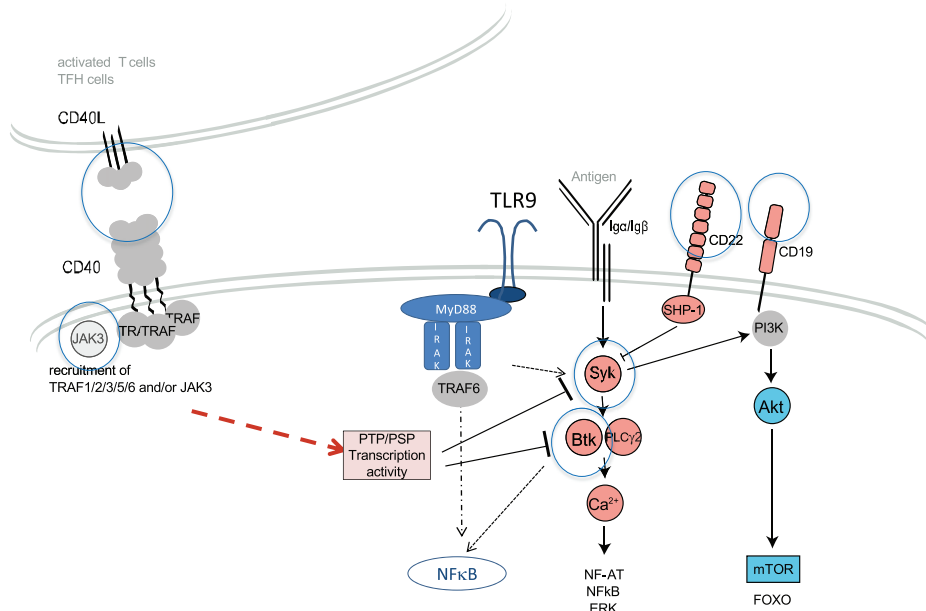 activated T cells
TFH cells
CD40L
CD40
JAK3
TR/TRAF
TRAF
recruitment of
TRAF1/2/3/5/6 and/or JAK3
PTP/PSP
Transcription
activity
TLR9
MyD88
IRAK
IRAK
TRAF6
NFκB
Antigen
Igα/Igβ
Syk
Btk
PLCγ2
Ca²⁺
NF-AT
NFkB
ERK
CD22
SHP-1
CD19
PI3K
Akt
mTOR
FOXO